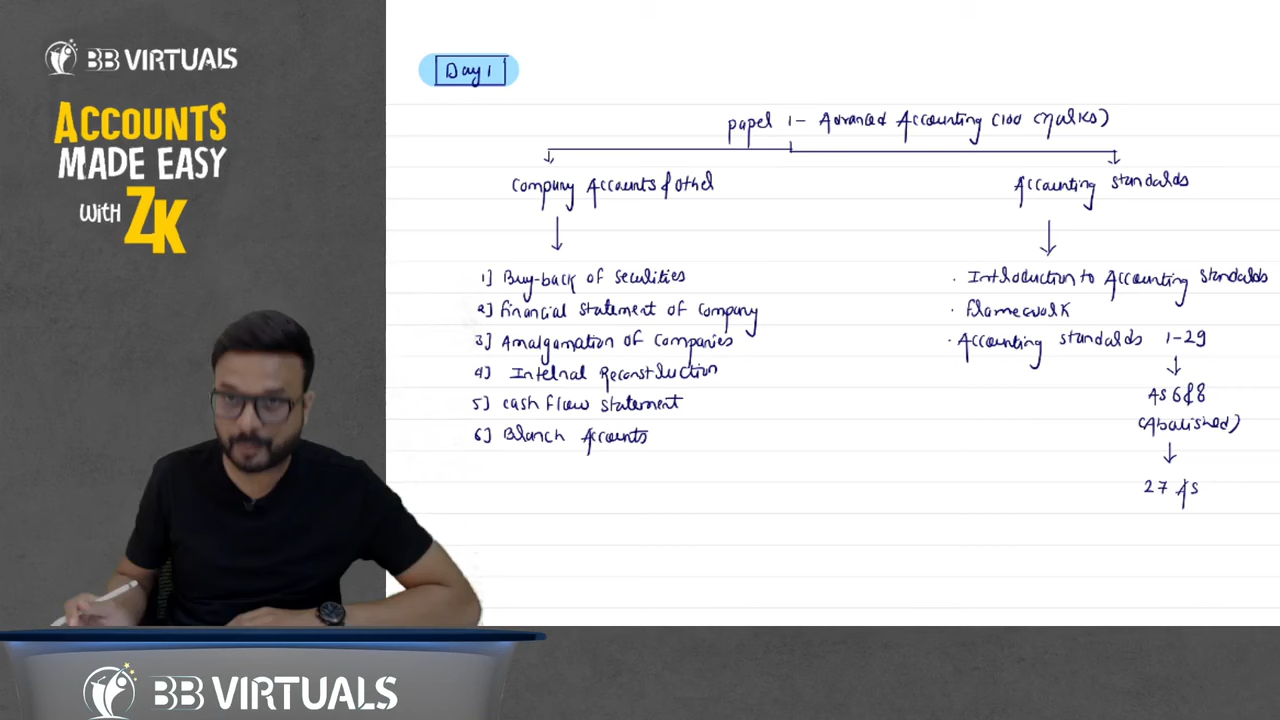 BB VIRTUALS
ACCOUNTS
MADE EASY
WITH ZK
Day 1
Paper 1 - Advanced Accounting (100 Marks)
Company Accounts & Other
Accounting Standards
1] Buy-back of Securities
2] Financial Statement of Company
3] Amalgamation of Companies
4] Internal Reconstruction
5] Cash Flow Statement
6] Branch Accounts
· Introduction to Accounting Standards
· Framework
· Accounting Standards 1-29
AS 6 & 8
(Abolished)
27 AS
BB VIRTUALS